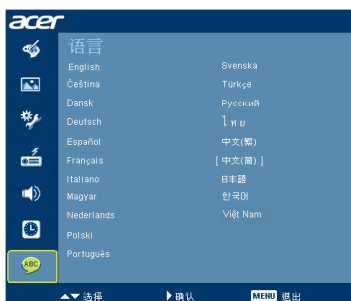 acer
语言
English
Čeština
Dansk
Deutsch
Español
Français
Italiano
Magyar
Nederlands
Polski
Português
Svenska
Türkçe
Русский
ไทย
中文(繁)
[ 中文(简) ]
日本語
한국어
Việt Nam
ABC
▲▼ 选择
▶ 确认
MENU 退出